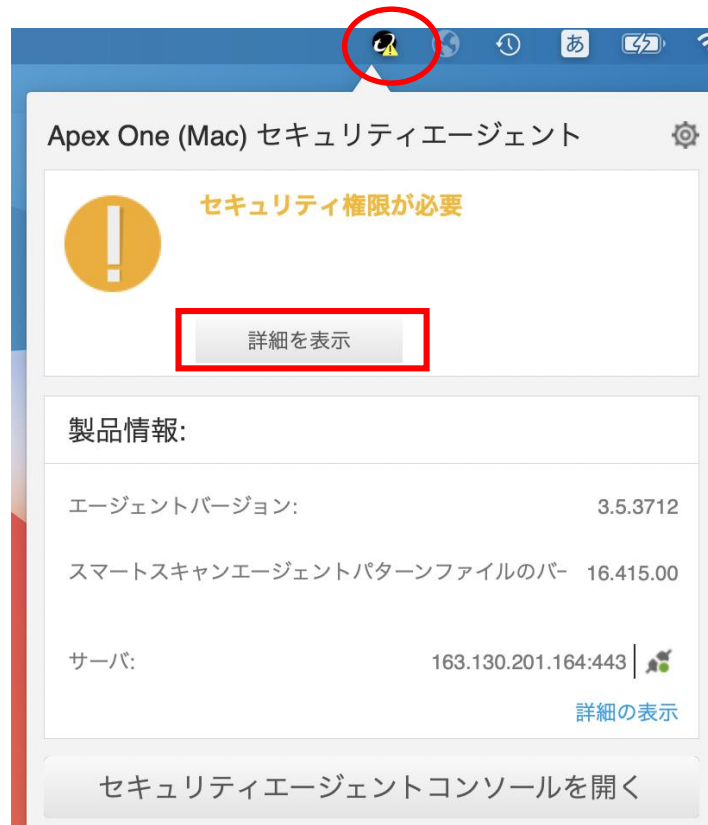 あ
Apex One (Mac) セキュリティエージェント
セキュリティ権限が必要
詳細を表示
製品情報:
エージェントバージョン: 3.5.3712
スマートスキャンエージェントパターンファイルのバー 16.415.00
サーバ: 163.130.201.164:443
詳細の表示
セキュリティエージェントコンソールを開く